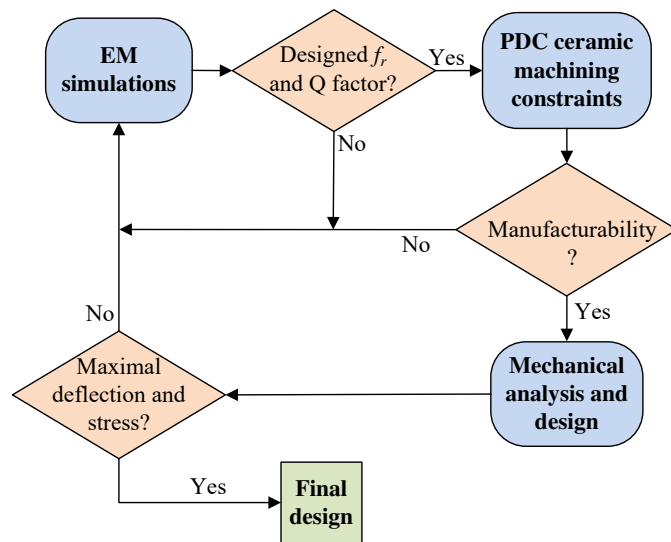 EM
simulations
Designed fr
and Q factor?
Yes
PDC ceramic
machining
constraints
No
Manufacturability
?
No
Yes
Mechanical
analysis and
design
No
Maximal
deflection and
stress?
Yes
Final
design